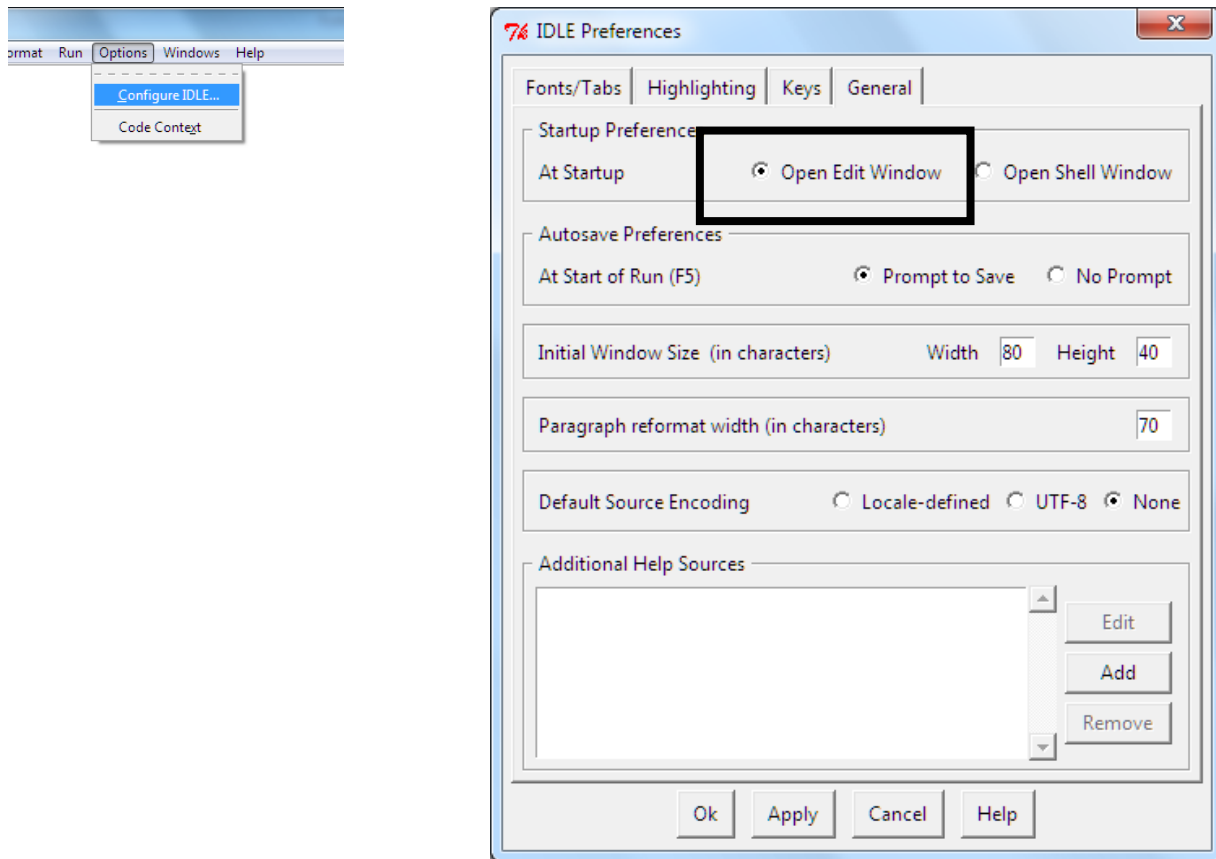 ormat Run Options Windows Help
Configure IDLE...
Code Context
IDLE Preferences
Fonts/Tabs Highlighting Keys General
Startup Preference
At Startup Open Edit Window Open Shell Window
Autosave Preferences
At Start of Run (F5) Prompt to Save No Prompt
Initial Window Size (in characters) Width 80 Height 40
Paragraph reformat width (in characters) 70
Default Source Encoding Locale-defined UTF-8 None
Additional Help Sources
Edit
Add
Remove
Ok Apply Cancel Help